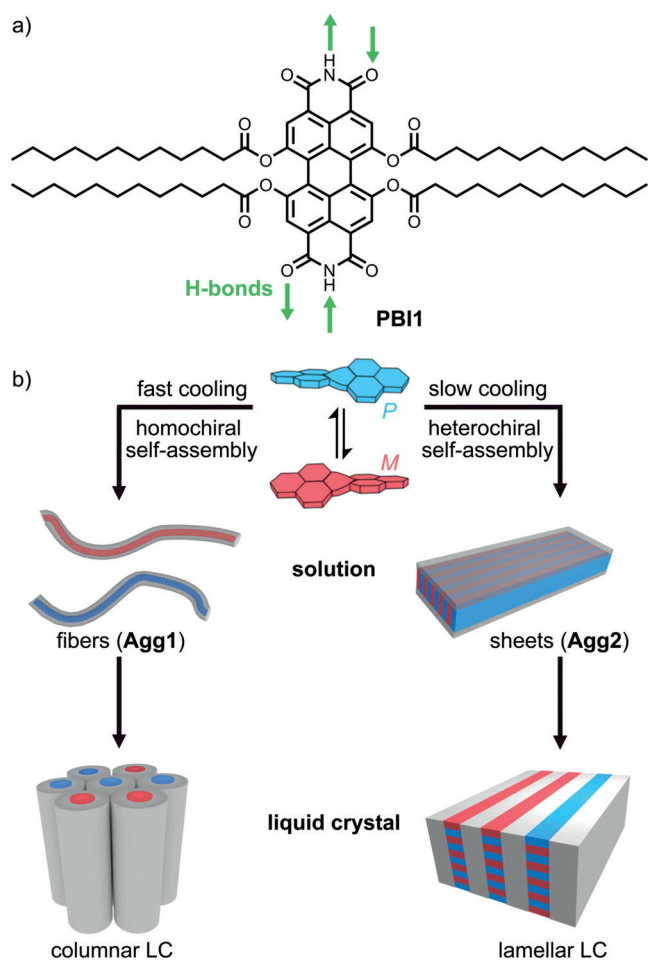 a)
H
O N O
O O
O O
O O
O O
O N O
H
H-bonds
PBI1
b)
fast cooling
P
slow cooling
homochiral
self-assembly
M
heterochiral
self-assembly
solution
fibers (Agg1)
sheets (Agg2)
liquid crystal
columnar LC
lamellar LC